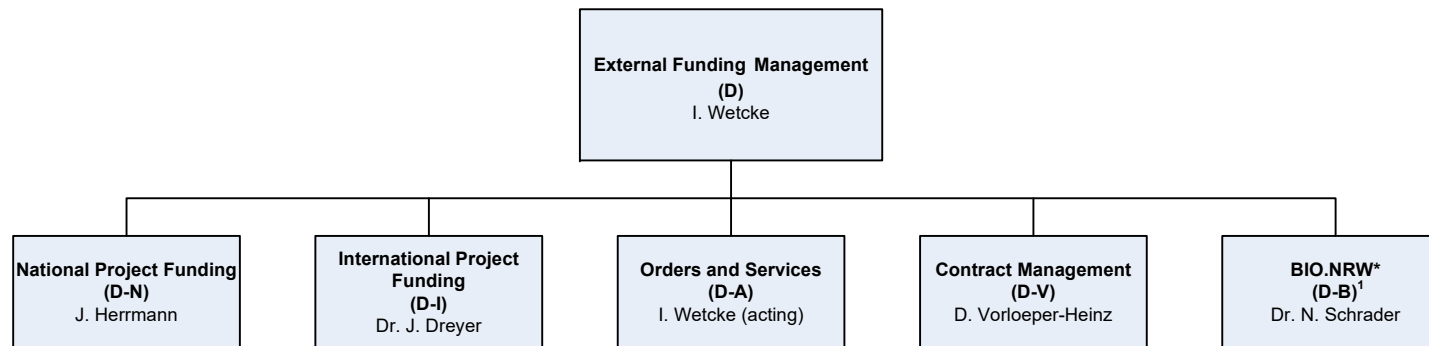 External Funding Management
(D)
I. Wetcke
National Project Funding
(D-N)
J. Herrmann
International Project
Funding
(D-I)
Dr. J. Dreyer
Orders and Services
(D-A)
I. Wetcke (acting)
Contract Management
(D-V)
D. Vorloeper-Heinz
BIO.NRW*
(D-B)¹
Dr. N. Schrader